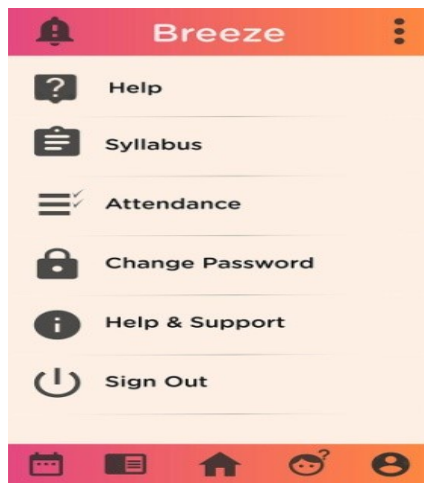 Breeze
Help
Syllabus
Attendance
Change Password
Help & Support
Sign Out